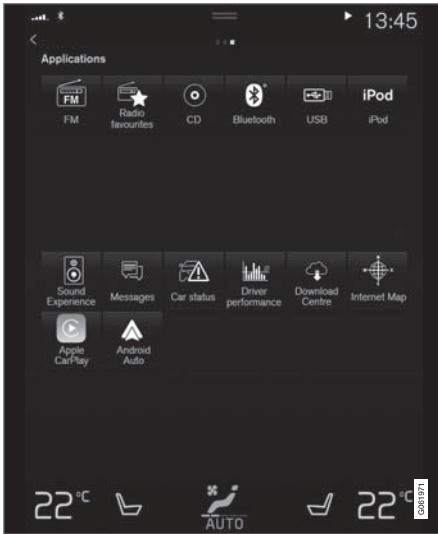 13:45
Applications
FM
iPod
FM
Radio
favourites
CD
Bluetooth
USB
iPod
Sound
Experience
Messages
Car status
Driver
performance
Download
Centre
Internet Map
Apple
CarPlay
Android
Auto
22°C
AUTO
22°C
G061971